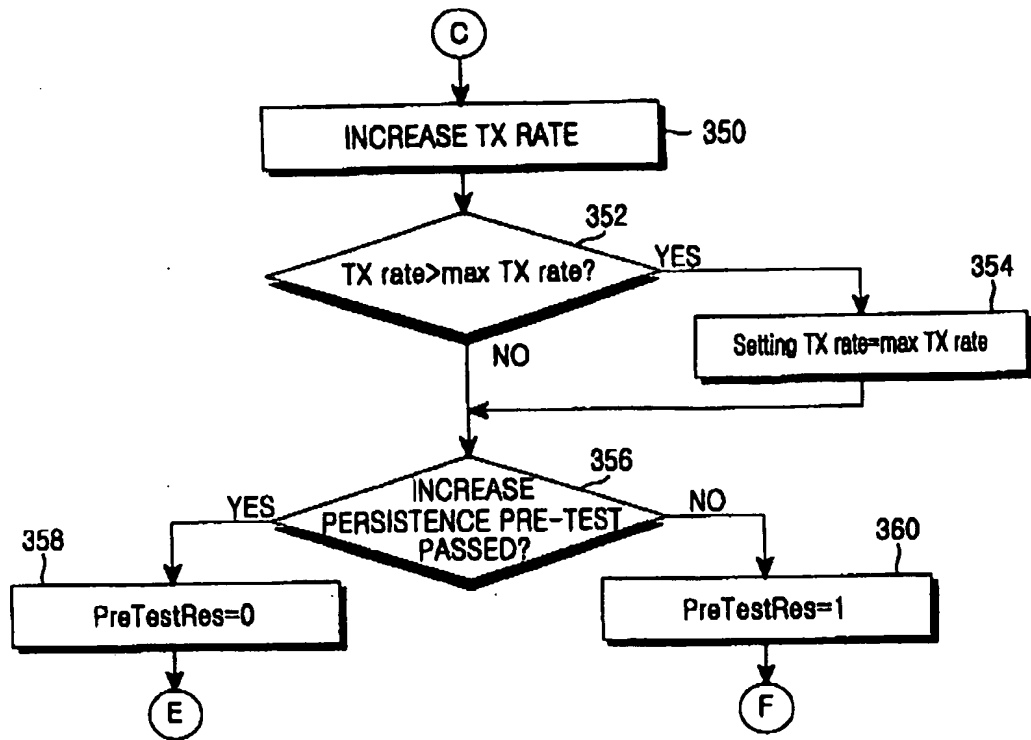 C
INCREASE TX RATE
350
352
TX rate>max TX rate?
YES
354
Setting TX rate=max TX rate
NO
356
INCREASE
PERSISTENCE PRE-TEST
PASSED?
YES
NO
358
360
PreTestRes=0
PreTestRes=1
E
F